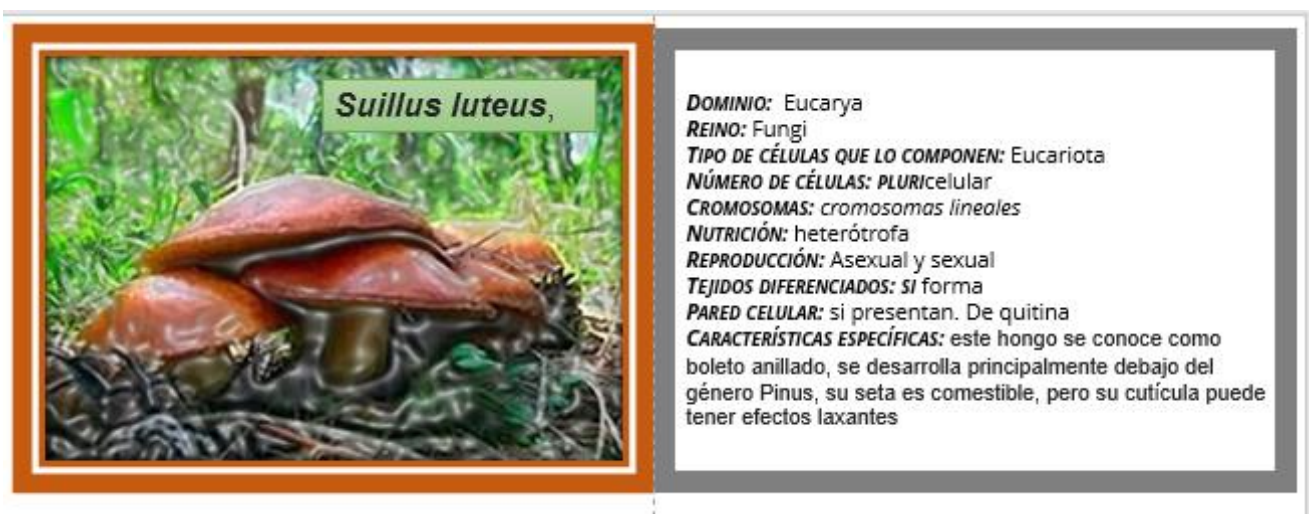 Suillus luteus,
DOMINIO: Eucarya
REINO: Fungi
TIPO DE CÉLULAS QUE LO COMPONEN: Eucariota
NÚMERO DE CÉLULAS: PLURIcelular
CROMOSOMAS: cromosomas lineales
NUTRICIÓN: heterótrofa
REPRODUCCIÓN: Asexual y sexual
TEJIDOS DIFERENCIADOS: SI forma
PARED CELULAR: si presentan. De quitina
CARACTERÍSTICAS ESPECÍFICAS: este hongo se conoce como
boleto anillado, se desarrolla principalmente debajo del
género Pinus, su seta es comestible, pero su cutícula puede
tener efectos laxantes